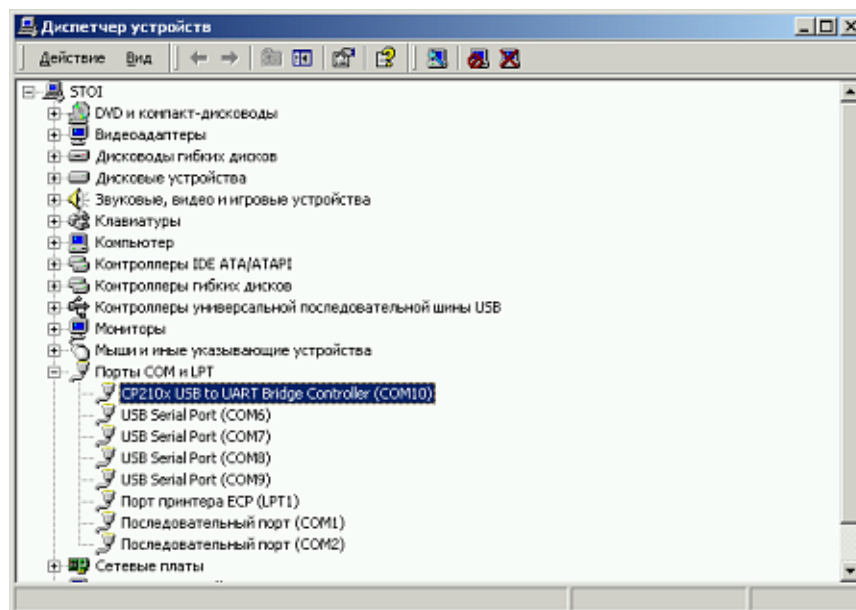 Диспетчер устройств
Действие Вид
STOI
DVD и компакт-дисководы
Видеоадаптеры
Дисководы гибких дисков
Дисковые устройства
Звуковые, видео и игровые устройства
Клавиатуры
Компьютер
Контроллеры IDE ATA/ATAPI
Контроллеры гибких дисков
Контроллеры универсальной последовательной шины USB
Мониторы
Мыши и иные указывающие устройства
Порты COM и LPT
CP210x USB to UART Bridge Controller (COM10)
USB Serial Port (COM6)
USB Serial Port (COM7)
USB Serial Port (COM8)
USB Serial Port (COM9)
Порт принтера ECP (LPT1)
Последовательный порт (COM1)
Последовательный порт (COM2)
Сетевые платы